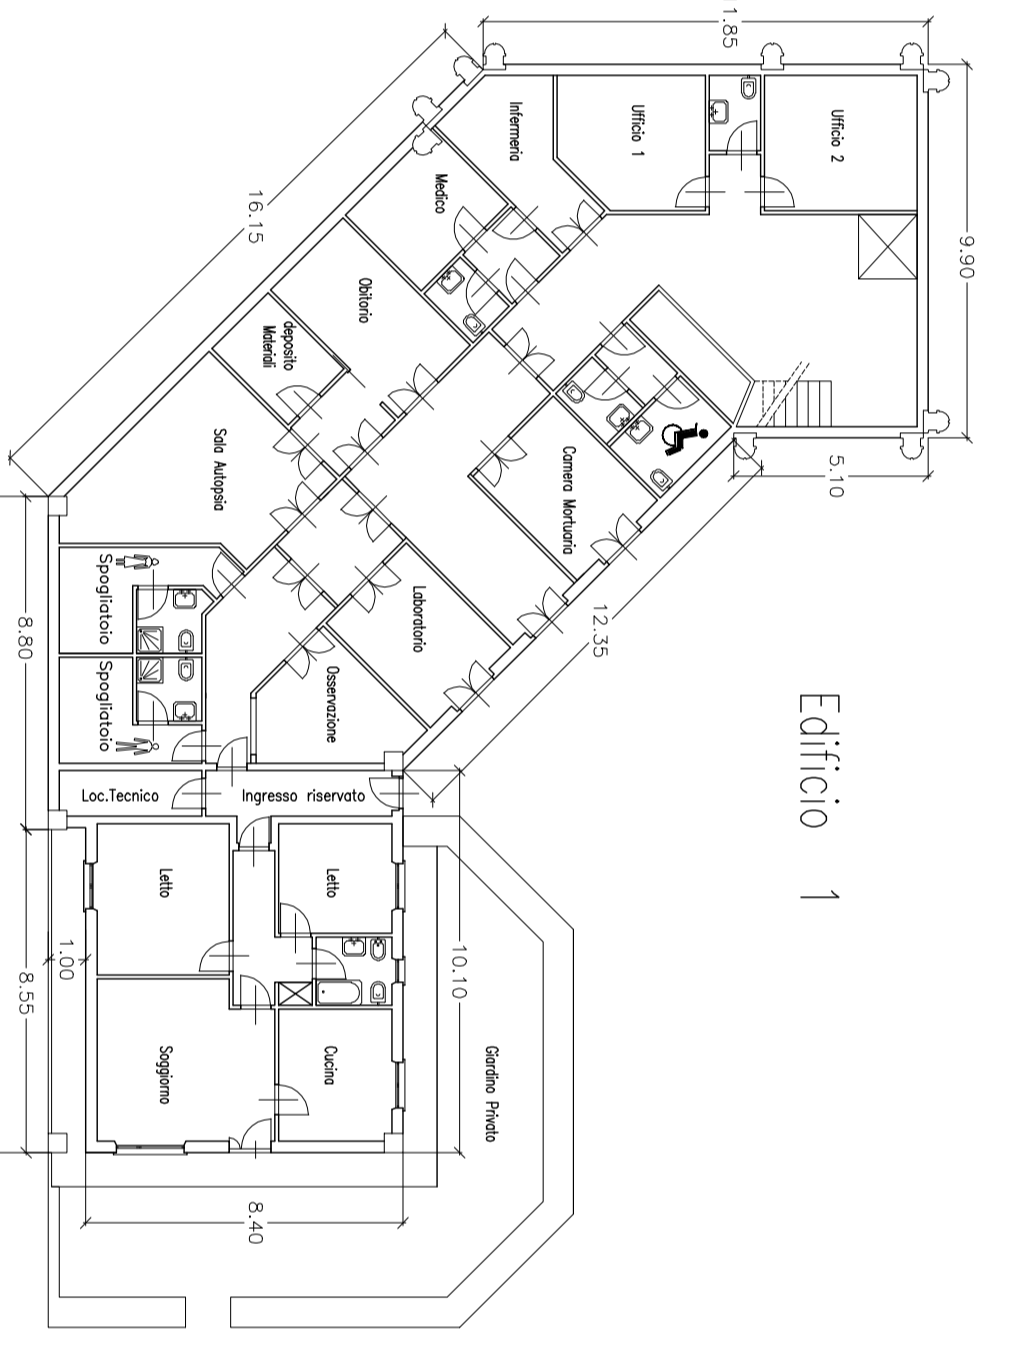 Edificio 1
1.85
9.90
5.10
16.15
12.35
8.80
10.10
1.00
8.55
8.40
Ufficio 2
Ufficio 1
Infermeria
Medico
Obitorio
deposito
Materiali
Sala Autopsia
Camera Mortuaria
Laboratorio
Osservazione
Spogliatoio
Spogliatoio
Loc.Tecnico
Ingresso riservato
Letto
Letto
Soggiorno
Cucina
Giardino Privato